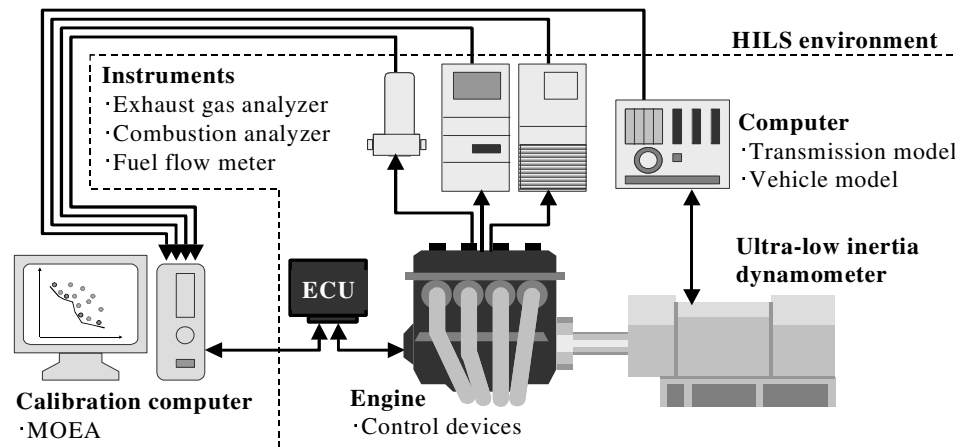 HILS environment
Instruments
·Exhaust gas analyzer
·Combustion analyzer
·Fuel flow meter
Computer
·Transmission model
·Vehicle model
Ultra-low inertia
dynamometer
ECU
Calibration computer
·MOEA
Engine
·Control devices